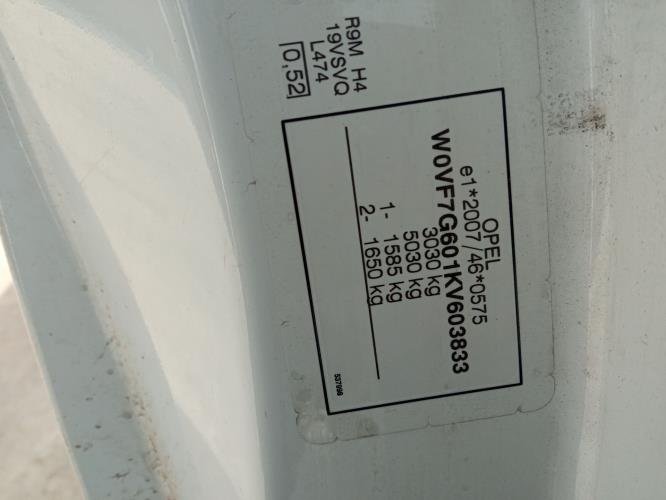 OPEL
e1*2007/46*0575
W0VF7G601KV603833
3030 kg
5030 kg
1- 1585 kg
2- 1650 kg
537098
R9M H4
19VSVQ
L474
0,52